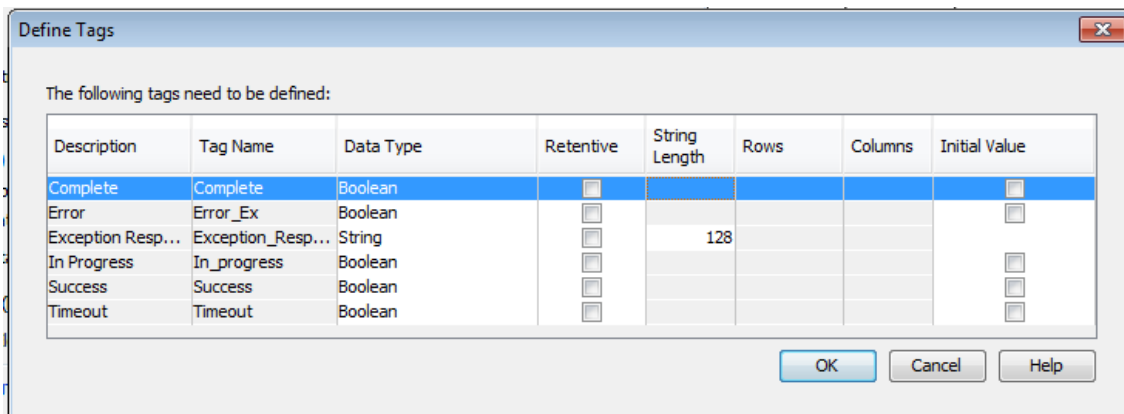 Define Tags
The following tags need to be defined:
Description Tag Name Data Type Retentive String Length Rows Columns Initial Value
Complete Complete Boolean
Error Error_Ex Boolean
Exception Resp... Exception_Resp... String 128
In Progress In_progress Boolean
Success Success Boolean
Timeout Timeout Boolean
OK Cancel Help